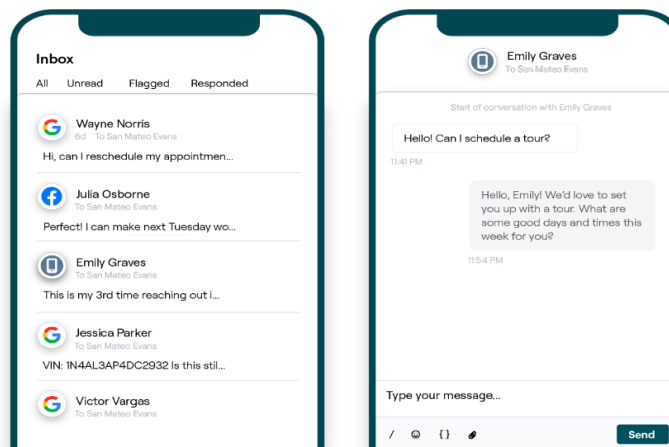 Inbox
All Unread Flagged Responded
Wayne Norris
6d To San Mateo Evans
Hi, can I reschedule my appointmen...
Julia Osborne
To San Mateo Evans
Perfect! I can make next Tuesday wo...
Emily Graves
To San Mateo Evans
This is my 3rd time reaching out i...
Jessica Parker
To San Mateo Evans
VIN: 1N4AL3AP4DC2932 Is this stil...
Victor Vargas
To San Mateo Evans
Emily Graves
To San Mateo Evans
Start of conversation with Emily Graves
Hello! Can I schedule a tour?
11:41 PM
Hello, Emily! We'd love to set
you up with a tour. What are
some good days and times this
week for you?
11:54 PM
Type your message...
/ {}
Send